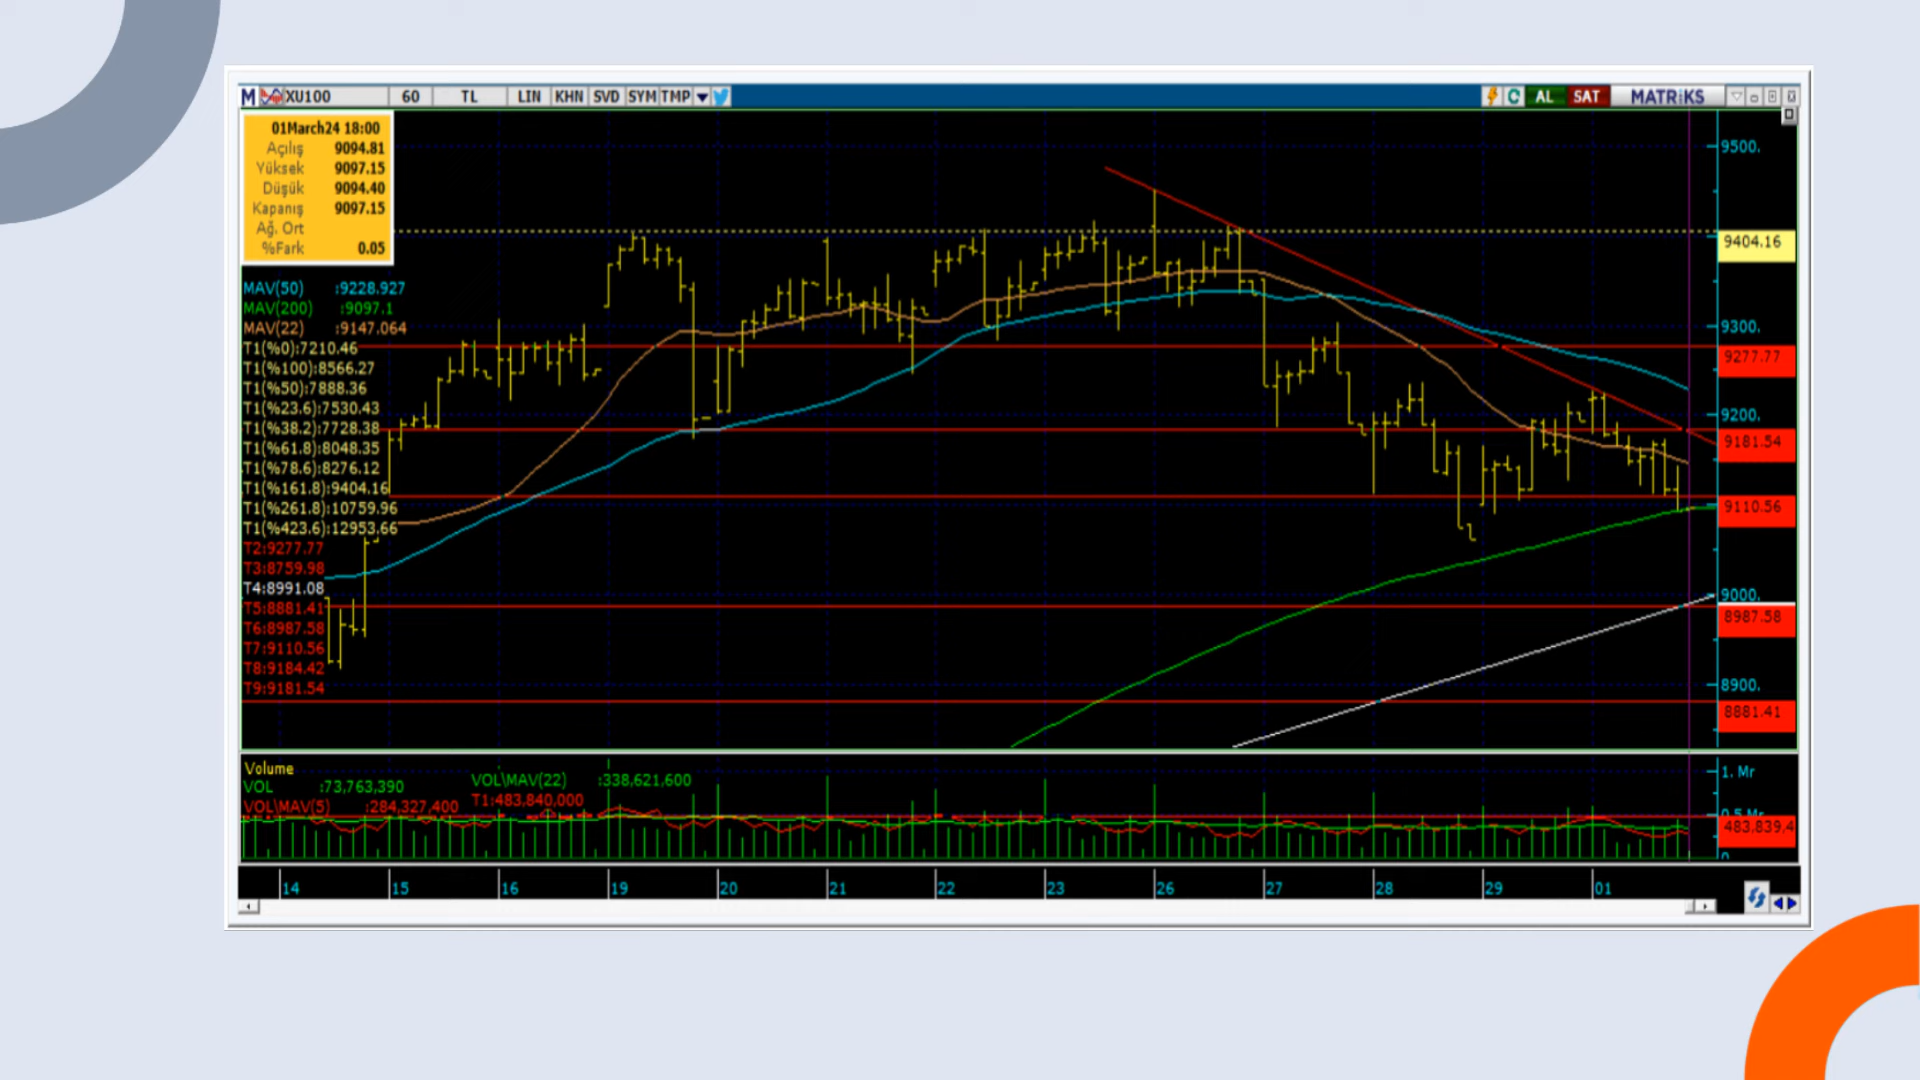 M XU100 60 TL LIN KHN SVD SYM TMP C AL SAT MATRiKS
01March24 18:00
Açılış 9094.81
Yüksek 9097.15
Düşük 9094.40
Kapanış 9097.15
Ağ. Ort
%Fark 0.05
MAV(50) :9228.927
MAV(200) :9097.1
MAV(22) :9147.064
T1(%0):7210.46
T1(%100):8566.27
T1(%50):7888.36
T1(%23.6):7530.43
T1(%38.2):7728.38
T1(%61.8):8048.35
T1(%78.6):8276.12
T1(%161.8):9404.16
T1(%261.8):10759.96
T1(%423.6):12953.66
T2:9277.77
T3:8759.98
T4:8991.08
T5:8881.41
T6:8987.58
T7:9110.56
T8:9184.42
T9:9181.54
9500.
9404.16
9300.
9277.77
9200.
9181.54
9110.56
9000.
8987.58
8900.
8881.41
Volume
VOL :73,763,390 VOL\MAV(22) :338,621,600
VOL\MAV(5) :284,327,400 T1:483,840,000
1. Mr
0.5 Mr
483,839,4
0
14 15 16 19 20 21 22 23 26 27 28 29 01